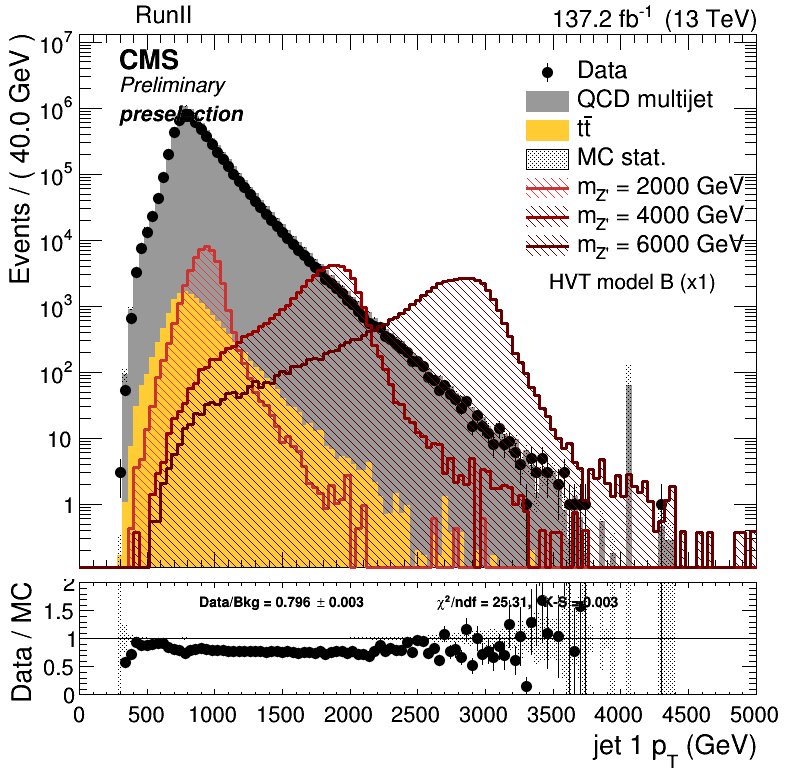 RunII
137.2 fb⁻¹ (13 TeV)
CMS
Preliminary
preselection
Events / ( 40.0 GeV )
10⁷
10⁶
10⁵
10⁴
10³
10²
10
1
Data
QCD multijet
tt̄
MC stat.
m_Z' = 2000 GeV
m_Z' = 4000 GeV
m_Z' = 6000 GeV
HVT model B (x1)
Data / MC
2
1.5
1
0.5
0
Data/Bkg = 0.796 ± 0.003
χ²/ndf = 25.31, K-S = 0.003
0 500 1000 1500 2000 2500 3000 3500 4000 4500 5000
jet 1 p_T (GeV)